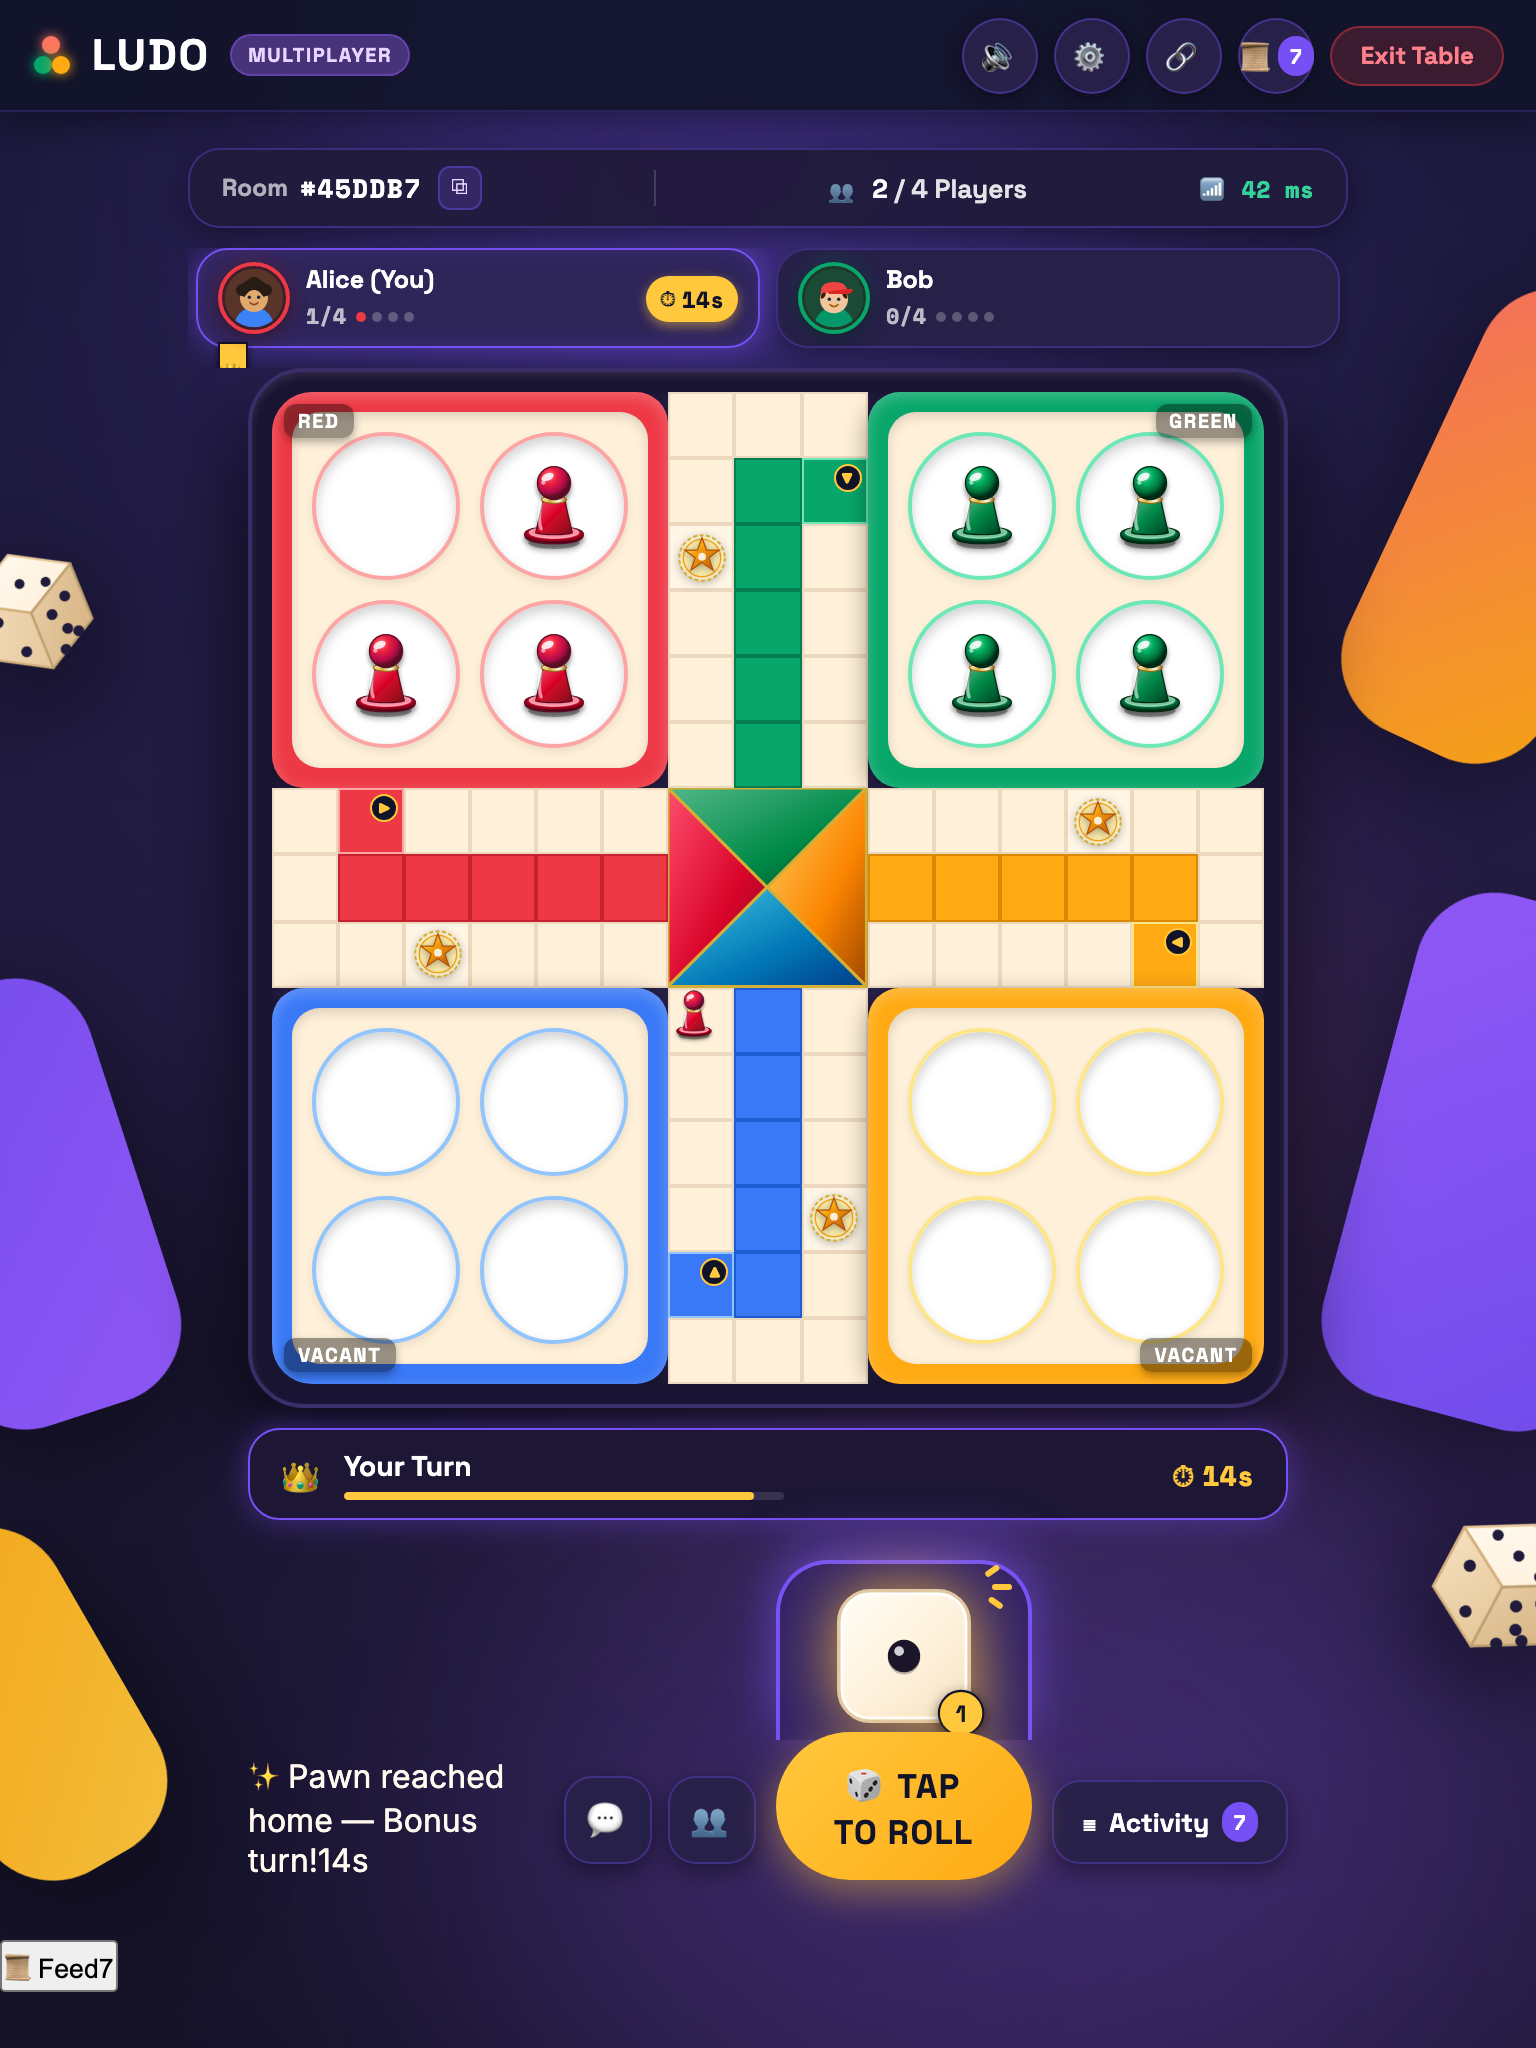 LUDO MULTIPLAYER 7 Exit Table
Room #45DDB7 2 / 4 Players 42 ms
Alice (You) 14s
1/4
Bob
0/4
RED
GREEN
VACANT
VACANT
Your Turn
14s
1
✨ Pawn reached
home — Bonus
turn!14s
TAP
TO ROLL
Activity 7
Feed7